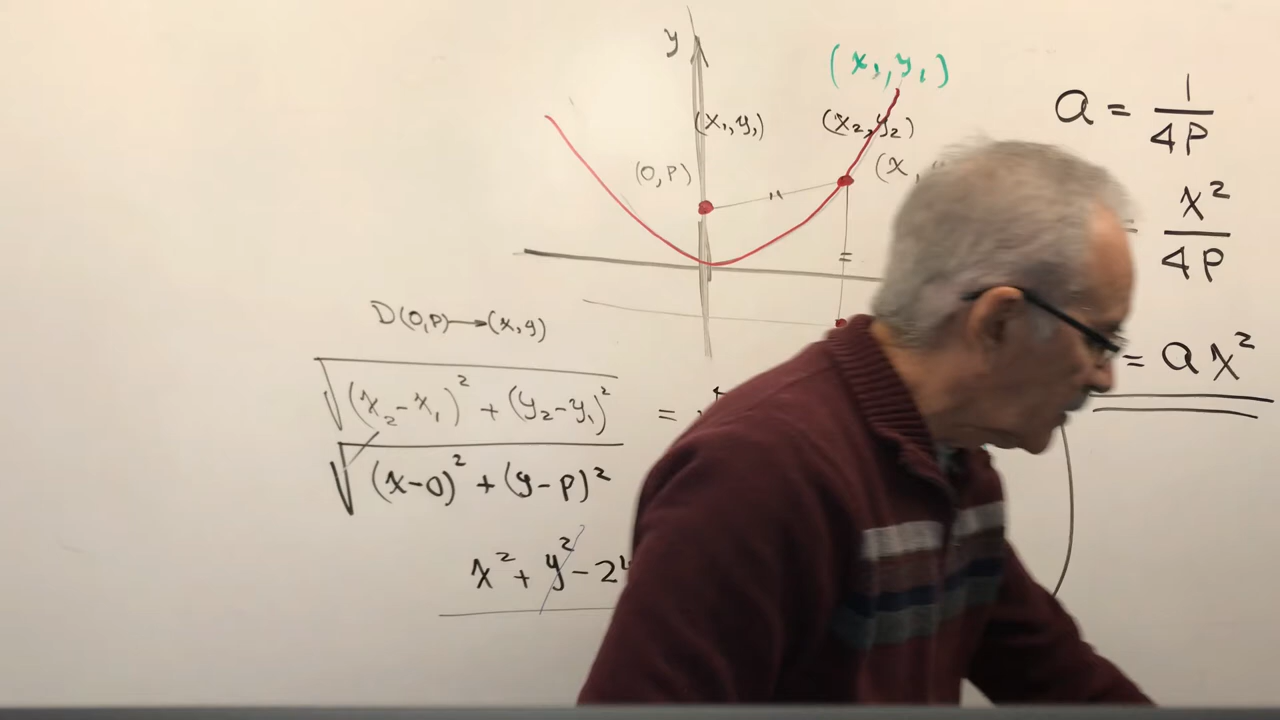 y
(x₁, y₁)
(x₁, y₁)
(x₂, y₂)
(0, P)
(x,
a = 1/4P
= x²/4P
= ax²
D(0,P)→(x,y)
√(x₂-x₁)² + (y₂-y₁)² =
√(x-0)² + (y-P)²
x² + y² - 2